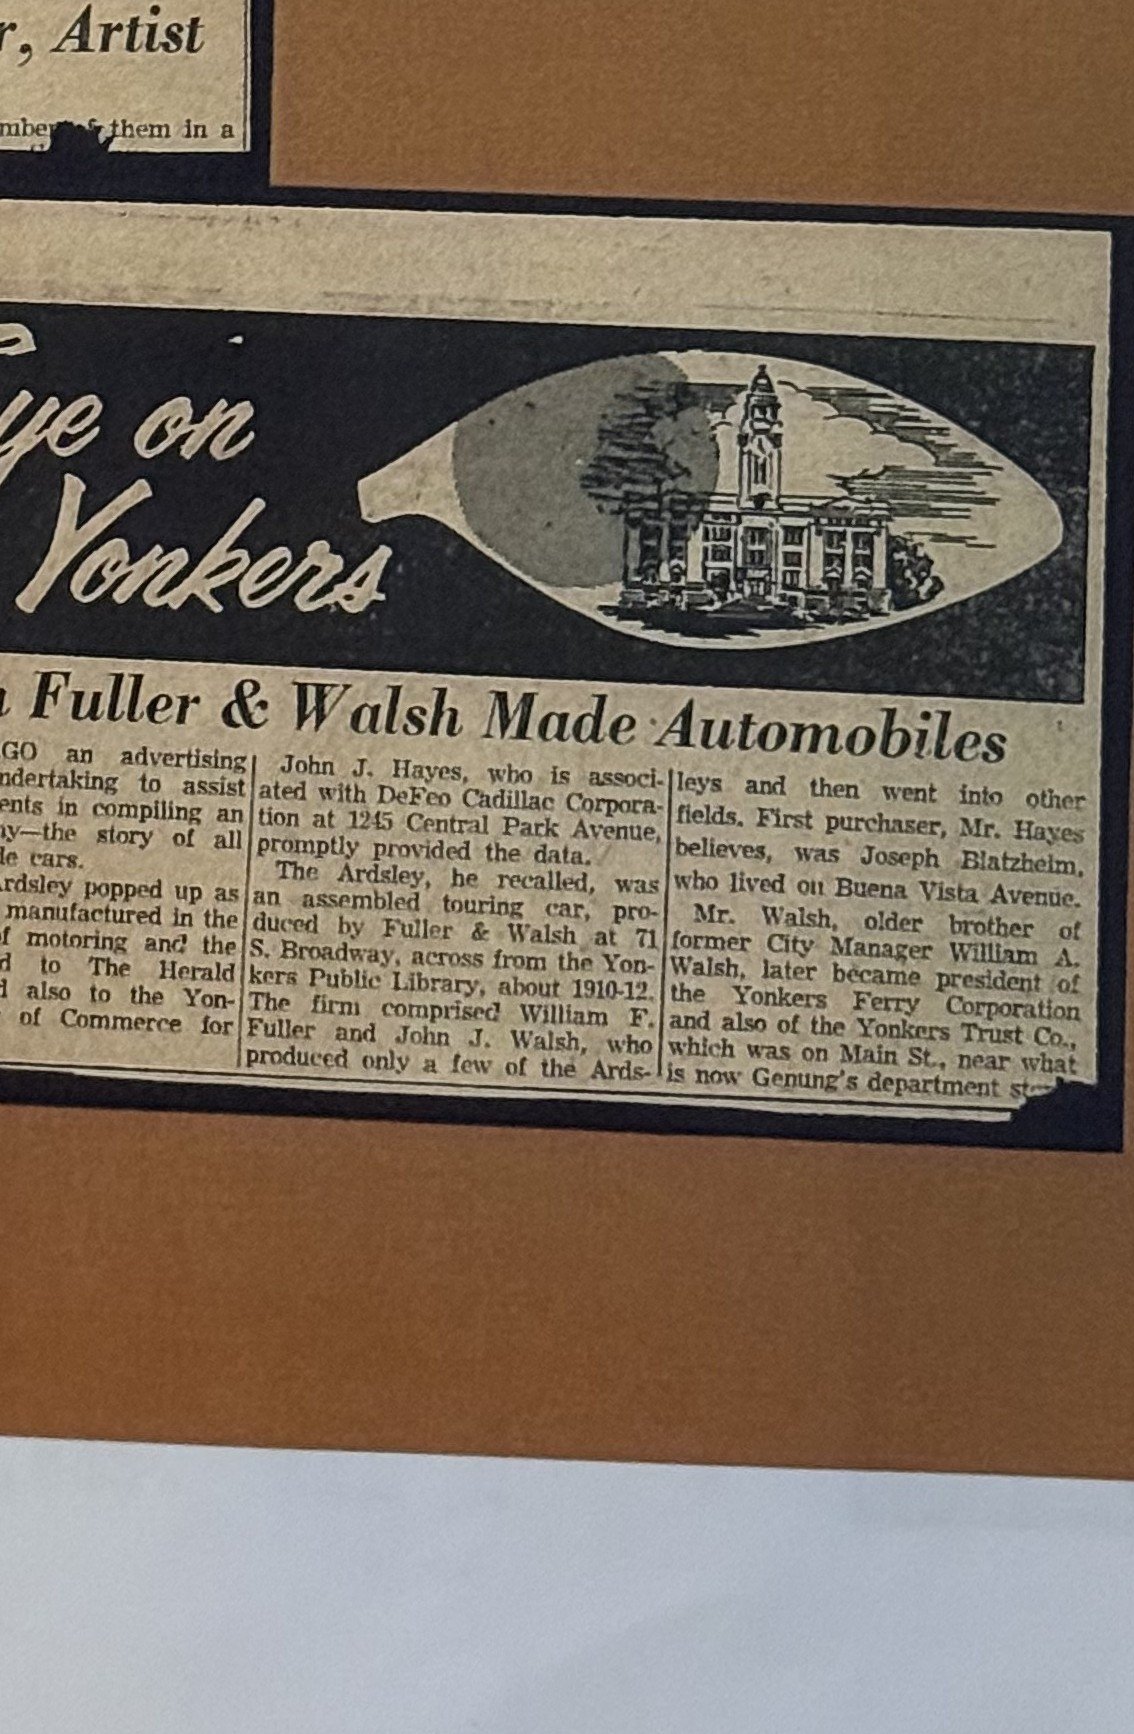 r, Artist
them in a
ye on
Yonkers
Fuller & Walsh Made Automobiles
GO an advertising
ndertaking to assist
ents in compiling an
ay—the story of all
le cars.
Ardsley popped up as
manufactured in the
of motoring and the
d to The Herald
d also to the Yon-
of Commerce for
John J. Hayes, who is associ-
ated with DeFeo Cadillac Corpora-
tion at 1245 Central Park Avenue,
promptly provided the data.
The Ardsley, he recalled, was
an assembled touring car, pro-
duced by Fuller & Walsh at 71
S. Broadway, across from the Yon-
kers Public Library, about 1910-12.
The firm comprised William F.
Fuller and John J. Walsh, who
produced only a few of the Ards-
leys and then went into other
fields. First purchaser, Mr. Hayes
believes, was Joseph Blatzheim,
who lived on Buena Vista Avenue.
Mr. Walsh, older brother of
former City Manager William A.
Walsh, later became president of
the Yonkers Ferry Corporation
and also of the Yonkers Trust Co.,
which was on Main St., near what
is now Genung's department